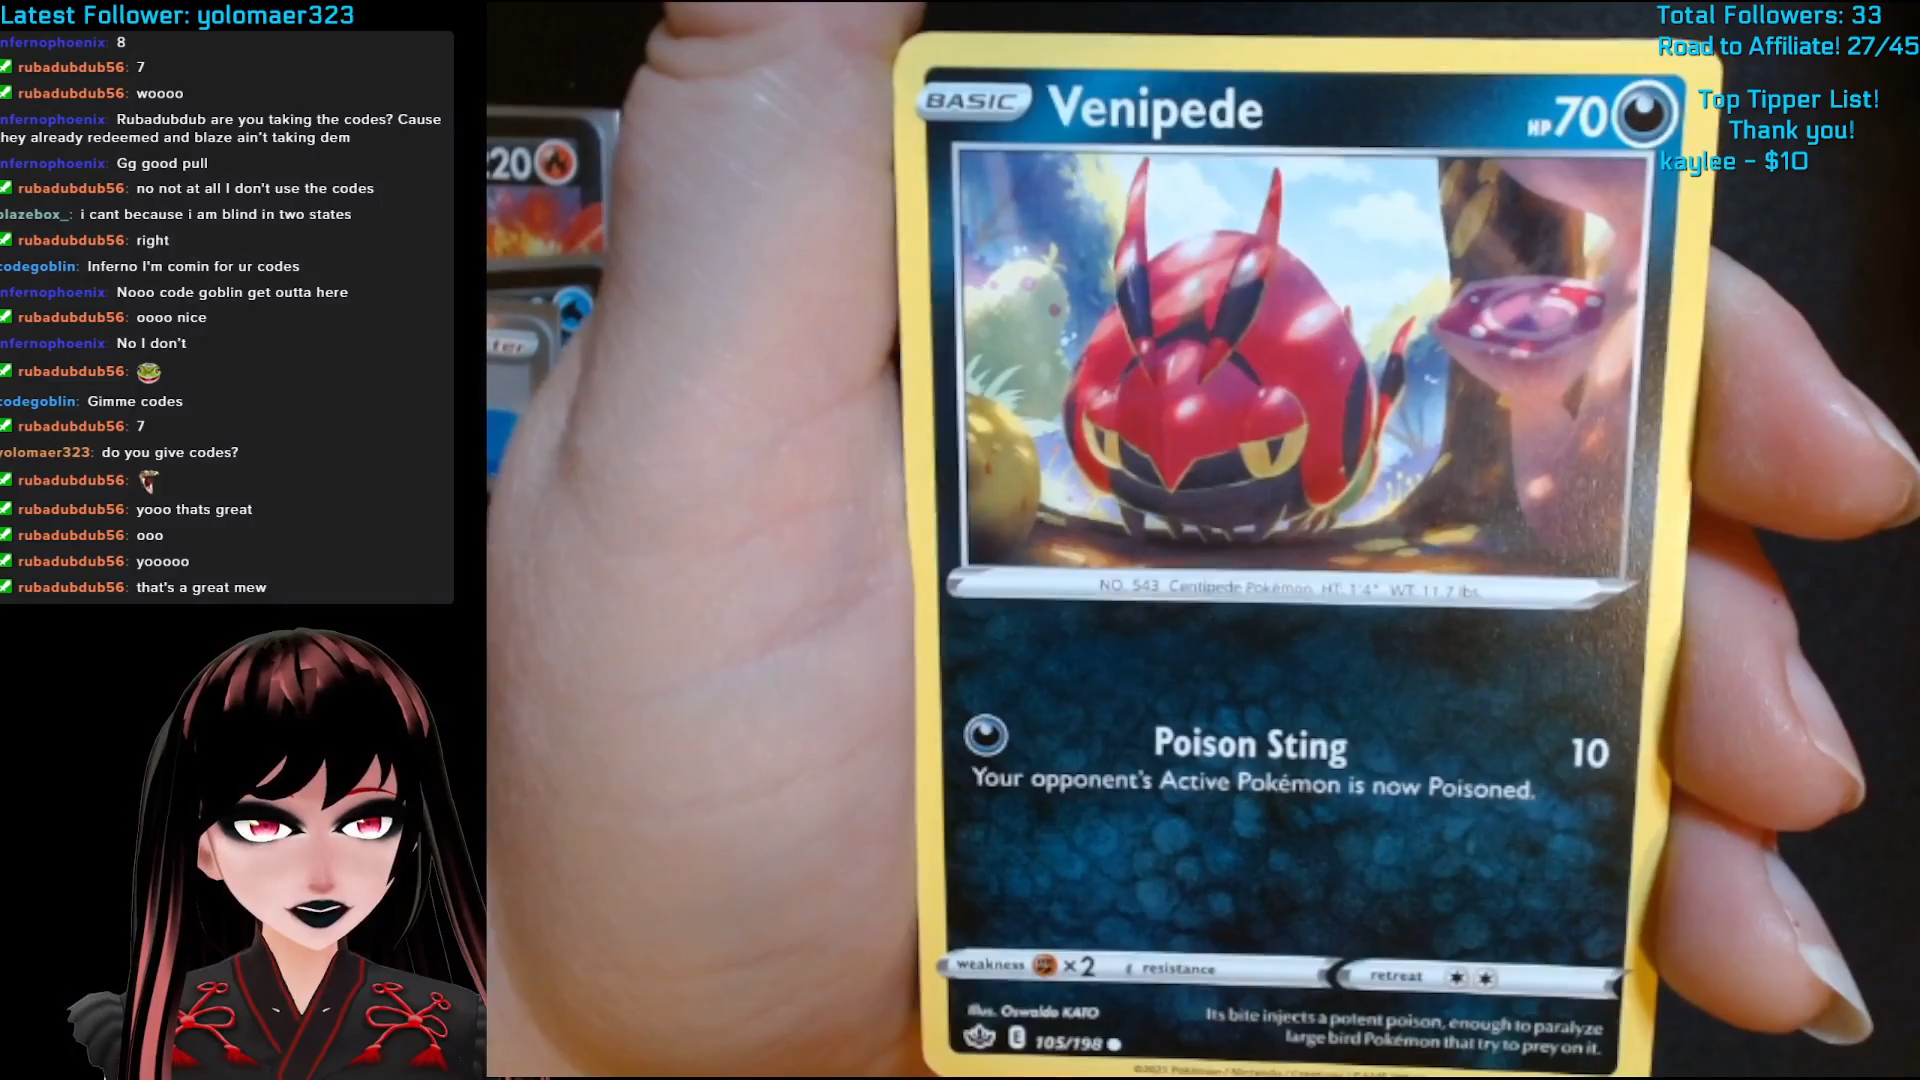 Latest Follower: yolomaer323
nfernophoenix: 8
rubadubdub56: 7
rubadubdub56: woooo
nfernophoenix: Rubadubdub are you taking the codes? Cause
hey already redeemed and blaze ain't taking dem
nfernophoenix: Gg good pull
rubadubdub56: no not at all I don't use the codes
blazebox_: i cant because i am blind in two states
rubadubdub56: right
codegoblin: Inferno I'm comin for ur codes
nfernophoenix: Nooo code goblin get outta here
rubadubdub56: oooo nice
nfernophoenix: No I don't
rubadubdub56:
codegoblin: Gimme codes
rubadubdub56: 7
yolomaer323: do you give codes?
rubadubdub56:
rubadubdub56: yooo thats great
rubadubdub56: ooo
rubadubdub56: yooooo
rubadubdub56: that's a great mew
Total Followers: 33
Road to Affiliate! 27/45
Top Tipper List!
Thank you!
kaylee - $10
220
ter
BASIC Venipede HP 70
NO. 543 Centipede Pokémon HT: 1'4" WT: 11.7 lbs.
Poison Sting 10
Your opponent's Active Pokémon is now Poisoned.
weakness ×2 resistance retreat
Illus. Oswaldo KATO
E 105/198
Its bite injects a potent poison, enough to paralyze
large bird Pokémon that try to prey on it.